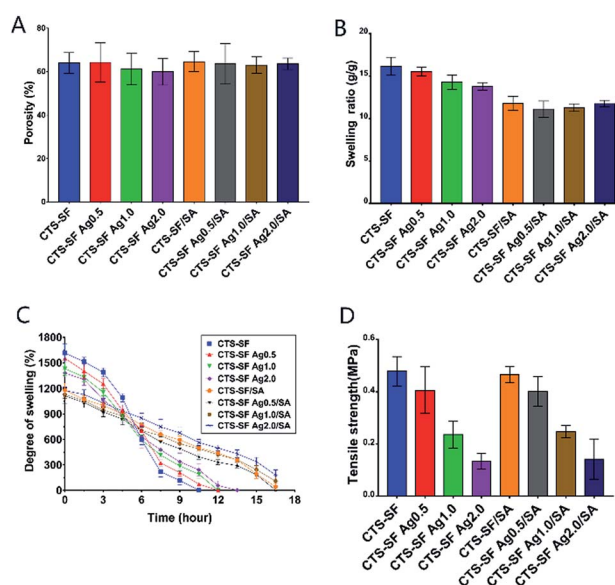 A
Porosity (%)
80
60
40
20
0
CTS-SF
CTS-SF Ag0.5
CTS-SF Ag1.0
CTS-SF Ag2.0
CTS-SF/SA
CTS-SF Ag0.5/SA
CTS-SF Ag1.0/SA
CTS-SF Ag2.0/SA
B
Swelling ratio (g/g)
20
15
10
5
0
CTS-SF
CTS-SF Ag0.5
CTS-SF Ag1.0
CTS-SF Ag2.0
CTS-SF/SA
CTS-SF Ag0.5/SA
CTS-SF Ag1.0/SA
CTS-SF Ag2.0/SA
C
Degree of swelling (%)
1800
1500
1200
900
600
300
0
0 3 6 9 12 15 18
Time (hour)
CTS-SF
CTS-SF Ag0.5
CTS-SF Ag1.0
CTS-SF Ag2.0
CTS-SF/SA
CTS-SF Ag0.5/SA
CTS-SF Ag1.0/SA
CTS-SF Ag2.0/SA
D
Tensile strength(MPa)
0.6
0.4
0.2
0.0
CTS-SF
CTS-SF Ag0.5
CTS-SF Ag1.0
CTS-SF Ag2.0
CTS-SF/SA
CTS-SF Ag0.5/SA
CTS-SF Ag1.0/SA
CTS-SF Ag2.0/SA